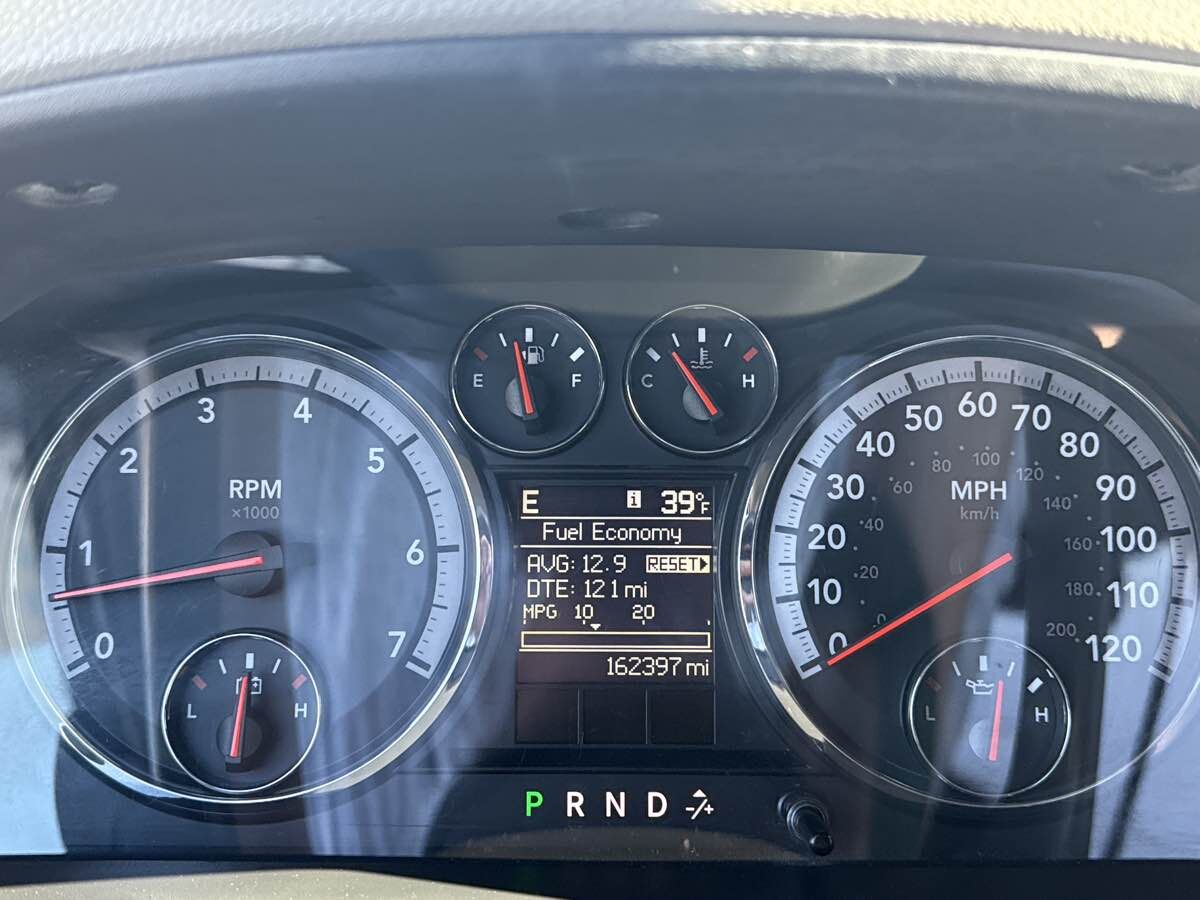 E F
C H
E i 39°F
Fuel Economy
AVG: 12.9 RESET
DTE: 121 mi
MPG 10 20
162397 mi
0 1 2 3 4 5 6 7
RPM
×1000
L H
0 10 20 30 40 50 60 70 80 90 100 110 120
MPH
km/h
0 20 40 60 80 100 120 140 160 180 200
L H
P R N D -/+